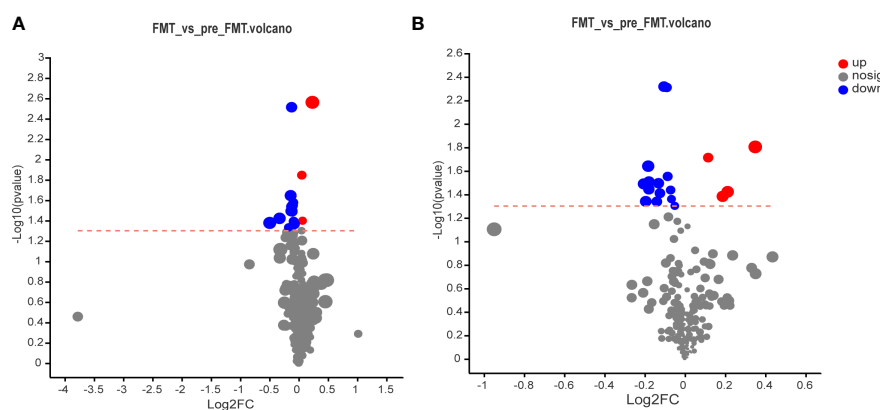 A
FMT_vs_pre_FMT.volcano
3
2.8
2.6
2.4
2.2
2
1.8
1.6
1.4
1.2
1
0.8
0.6
0.4
0.2
0
-Log10(pvalue)
-4 -3.5 -3 -2.5 -2 -1.5 -1 -0.5 0 0.5 1 1.5
Log2FC
B
FMT_vs_pre_FMT.volcano
2.6
2.4
2.2
2
1.8
1.6
1.4
1.2
1
0.8
0.6
0.4
0.2
0
-Log10(pvalue)
-1 -0.8 -0.6 -0.4 -0.2 0 0.2 0.4 0.6
Log2FC
up
nosig
down